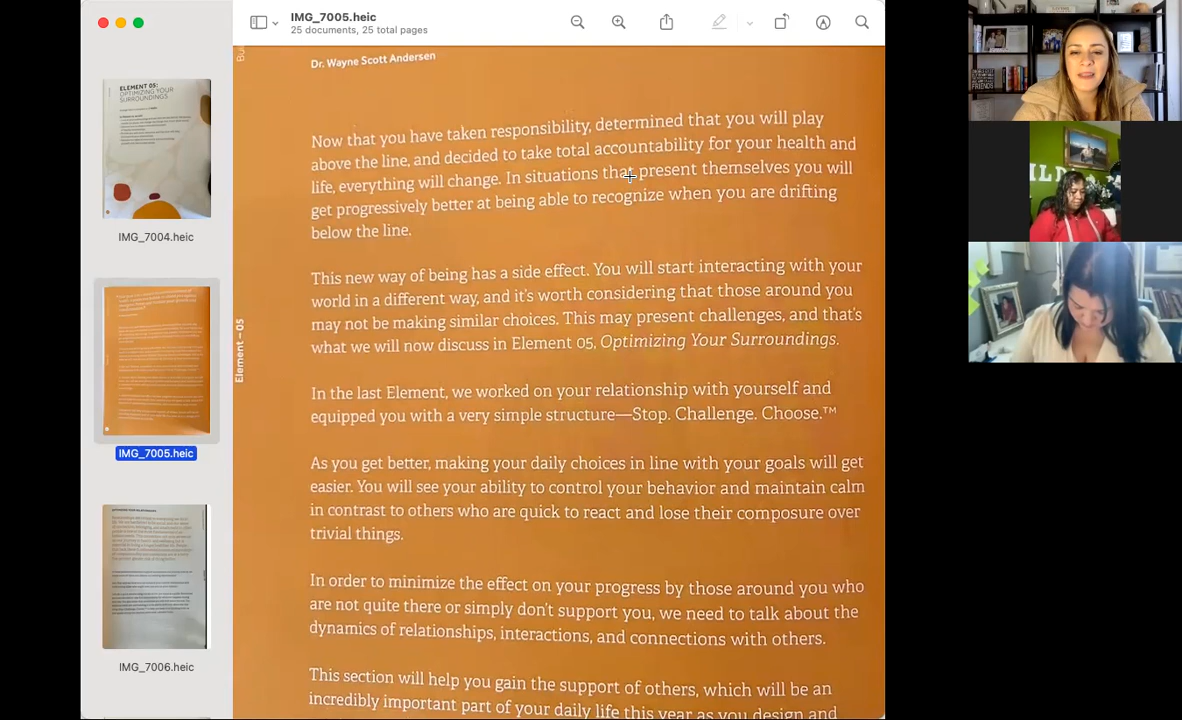 IMG_7005.heic
25 documents, 25 total pages
ELEMENT 05:
OPTIMIZING YOUR
SURROUNDINGS
IMG_7004.heic
IMG_7005.heic
IMG_7006.heic
Dr. Wayne Scott Andersen
Now that you have taken responsibility, determined that you will play
above the line, and decided to take total accountability for your health and
life, everything will change. In situations that present themselves you will
get progressively better at being able to recognize when you are drifting
below the line.
This new way of being has a side effect. You will start interacting with your
world in a different way, and it's worth considering that those around you
may not be making similar choices. This may present challenges, and that's
what we will now discuss in Element 05, Optimizing Your Surroundings.
Element—05
In the last Element, we worked on your relationship with yourself and
equipped you with a very simple structure—Stop. Challenge. Choose.™
As you get better, making your daily choices in line with your goals will get
easier. You will see your ability to control your behavior and maintain calm
in contrast to others who are quick to react and lose their composure over
trivial things.
In order to minimize the effect on your progress by those around you who
are not quite there or simply don't support you, we need to talk about the
dynamics of relationships, interactions, and connections with others.
This section will help you gain the support of others, which will be an
incredibly important part of your daily life this year as you design and